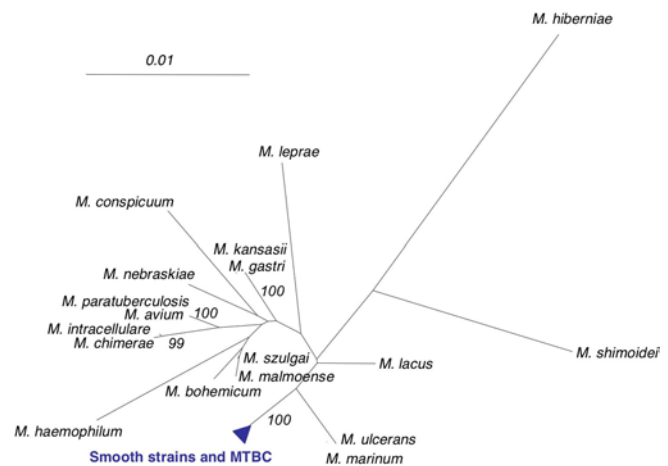 M. hiberniae
0.01
M. leprae
M. conspicuum
M. kansasii
M. gastri
M. nebraskiae
100
M. paratuberculosis
M. avium 100
M. intracellulare
M. chimerae 99
M. szulgai
M. malmoense
M. lacus
M. shimoidei
M. bohemicum
100
M. haemophilum
M. ulcerans
Smooth strains and MTBC
M. marinum